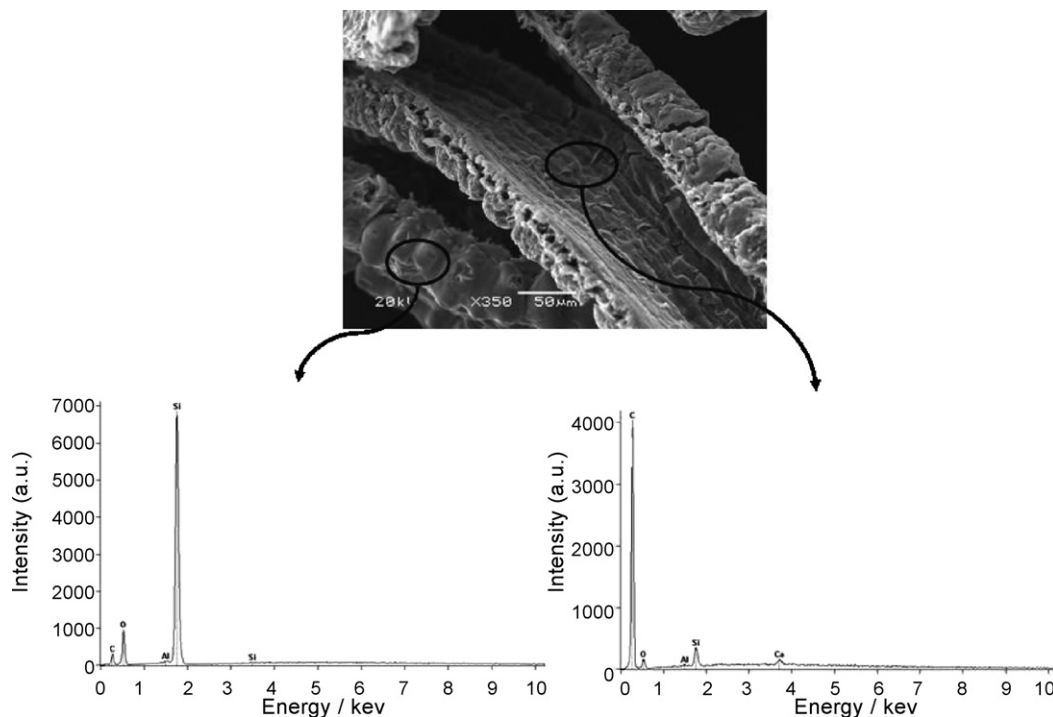 20kV X350 50μm
7000
6000
5000
4000
3000
2000
1000
0
Intensity (a.u.)
C
O
Al
Si
Si
0 1 2 3 4 5 6 7 8 9 10
Energy / kev
4000
3000
2000
1000
0
Intensity (a.u.)
C
O
Al
Si
Ca
0 1 2 3 4 5 6 7 8 9 10
Energy / kev